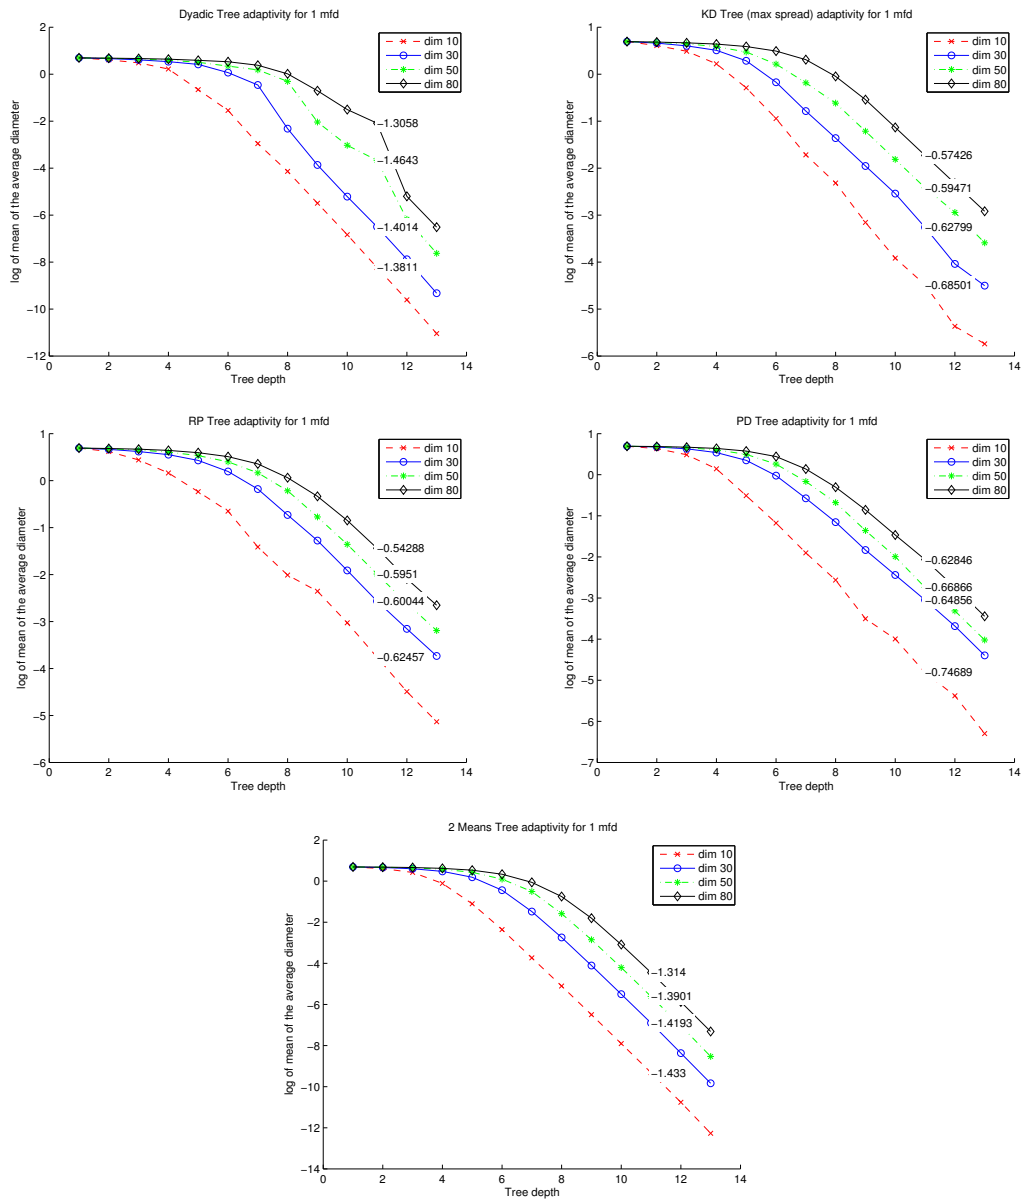 Dyadic Tree adaptivity for 1 mfd
log of mean of the average diameter
2
0
−2
−4
−6
−8
−10
−12
dim 10
dim 30
dim 50
dim 80
−1.3058
−1.4643
−1.4014
−1.3811
0
2
4
6
8
10
12
14
Tree depth
KD Tree (max spread) adaptivity for 1 mfd
log of mean of the average diameter
1
0
−1
−2
−3
−4
−5
−6
dim 10
dim 30
dim 50
dim 80
−0.57426
−0.59471
−0.62799
−0.68501
0
2
4
6
8
10
12
14
Tree depth
RP Tree adaptivity for 1 mfd
log of mean of the average diameter
1
0
−1
−2
−3
−4
−5
−6
dim 10
dim 30
dim 50
dim 80
−0.54288
−0.5951
−0.60044
−0.62457
0
2
4
6
8
10
12
14
Tree depth
PD Tree adaptivity for 1 mfd
log of mean of the average diameter
1
0
−1
−2
−3
−4
−5
−6
−7
dim 10
dim 30
dim 50
dim 80
−0.62846
−0.66866
−0.64856
−0.74689
0
2
4
6
8
10
12
14
Tree depth
2 Means Tree adaptivity for 1 mfd
log of mean of the average diameter
2
0
−2
−4
−6
−8
−10
−12
−14
dim 10
dim 30
dim 50
dim 80
−1.314
−1.3901
−1.4193
−1.433
0
2
4
6
8
10
12
14
Tree depth